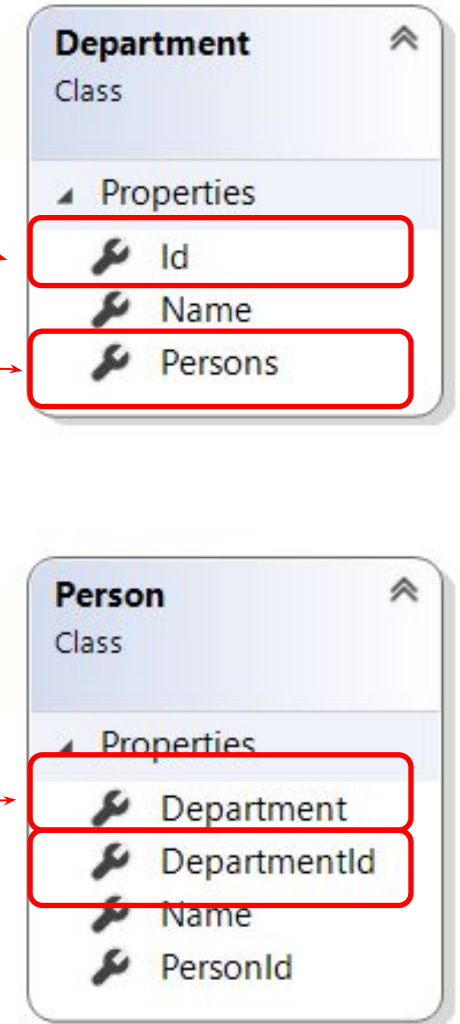 Department
Class
Properties
Id
Name
Persons
Person
Class
Properties
Department
DepartmentId
Name
PersonId